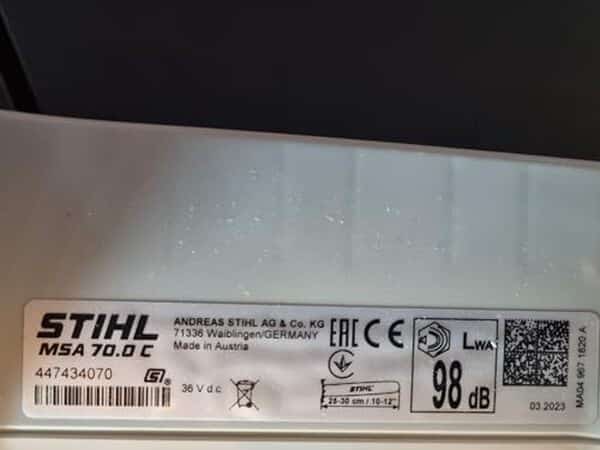 STIHL
MSA 70.0 C
447434070
ANDREAS STIHL AG & Co. KG
71336 Waiblingen/GERMANY
Made in Austria
36 V d c
EAC CE
STIHL
25-30 cm / 10-12"
LWA
98 dB
03.2023
MA04 967 1620 A